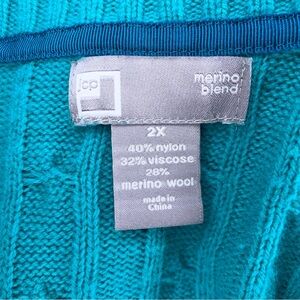 jcp
merino
blend
2X
40% nylon
32% viscose
28%
merino wool
made in
China